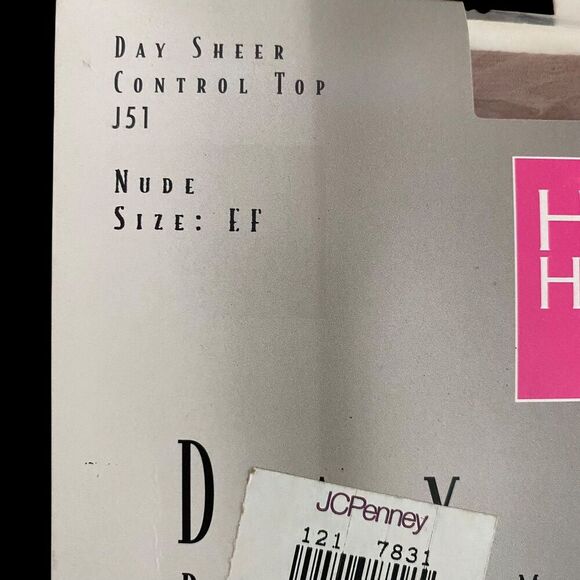 Day Sheer
Control Top
J51
Nude
Size: EF
H
H
D A Y
JCPenney
121 7831